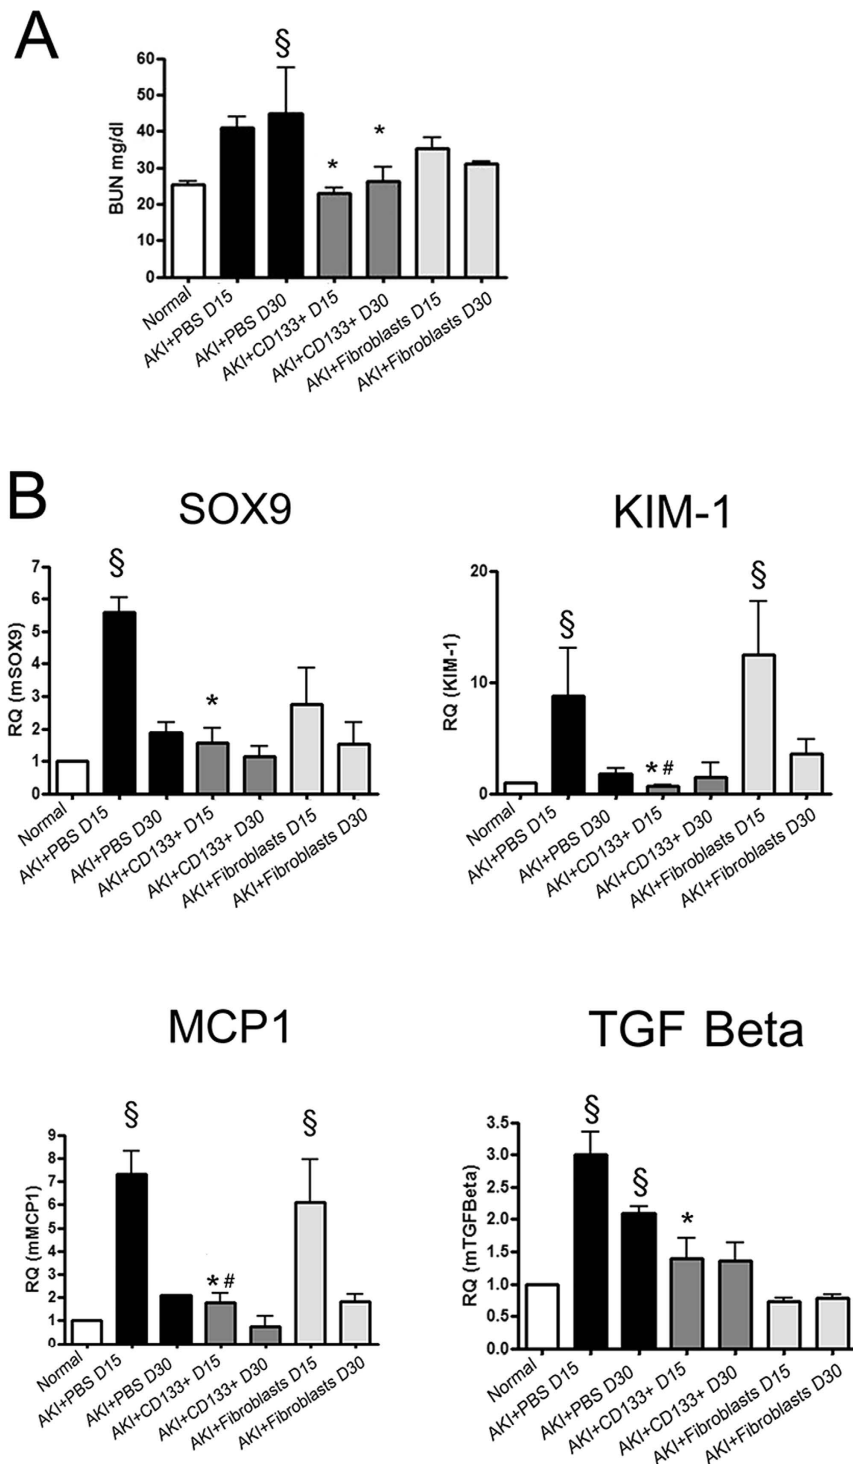 A
§
60
50
40
30
20
10
0
BUN mg/dl
*
*
Normal
AKI+PBS D15
AKI+PBS D30
AKI+CD133+ D15
AKI+CD133+ D30
AKI+Fibroblasts D15
AKI+Fibroblasts D30
B
SOX9
7
6
5
4
3
2
1
0
RQ (mSOX9)
§
*
Normal
AKI+PBS D15
AKI+PBS D30
AKI+CD133+ D15
AKI+CD133+ D30
AKI+Fibroblasts D15
AKI+Fibroblasts D30
KIM-1
20
10
0
RQ (KIM-1)
§
* #
§
Normal
AKI+PBS D15
AKI+PBS D30
AKI+CD133+ D15
AKI+CD133+ D30
AKI+Fibroblasts D15
AKI+Fibroblasts D30
MCP1
9
8
7
6
5
4
3
2
1
0
RQ (mMCP1)
§
* #
§
Normal
AKI+PBS D15
AKI+PBS D30
AKI+CD133+ D15
AKI+CD133+ D30
AKI+Fibroblasts D15
AKI+Fibroblasts D30
TGF Beta
3.5
3.0
2.5
2.0
1.5
1.0
0.5
0.0
RQ (mTGFBeta)
§
§
*
Normal
AKI+PBS D15
AKI+PBS D30
AKI+CD133+ D15
AKI+CD133+ D30
AKI+Fibroblasts D15
AKI+Fibroblasts D30